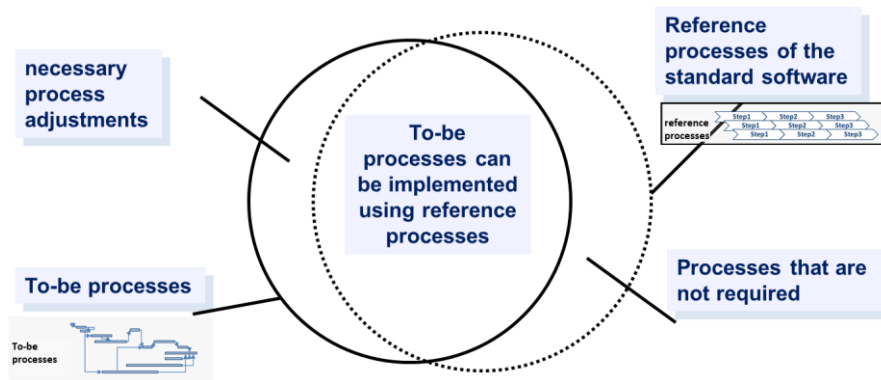 necessary
process
adjustments
Reference
processes of the
standard software
reference
processes
Step1 Step2 Step3
Step1 Step2 Step3
Step1 Step2 Step3
To-be
processes can
be implemented
using reference
processes
To-be processes
To-be
processes
Processes that are
not required